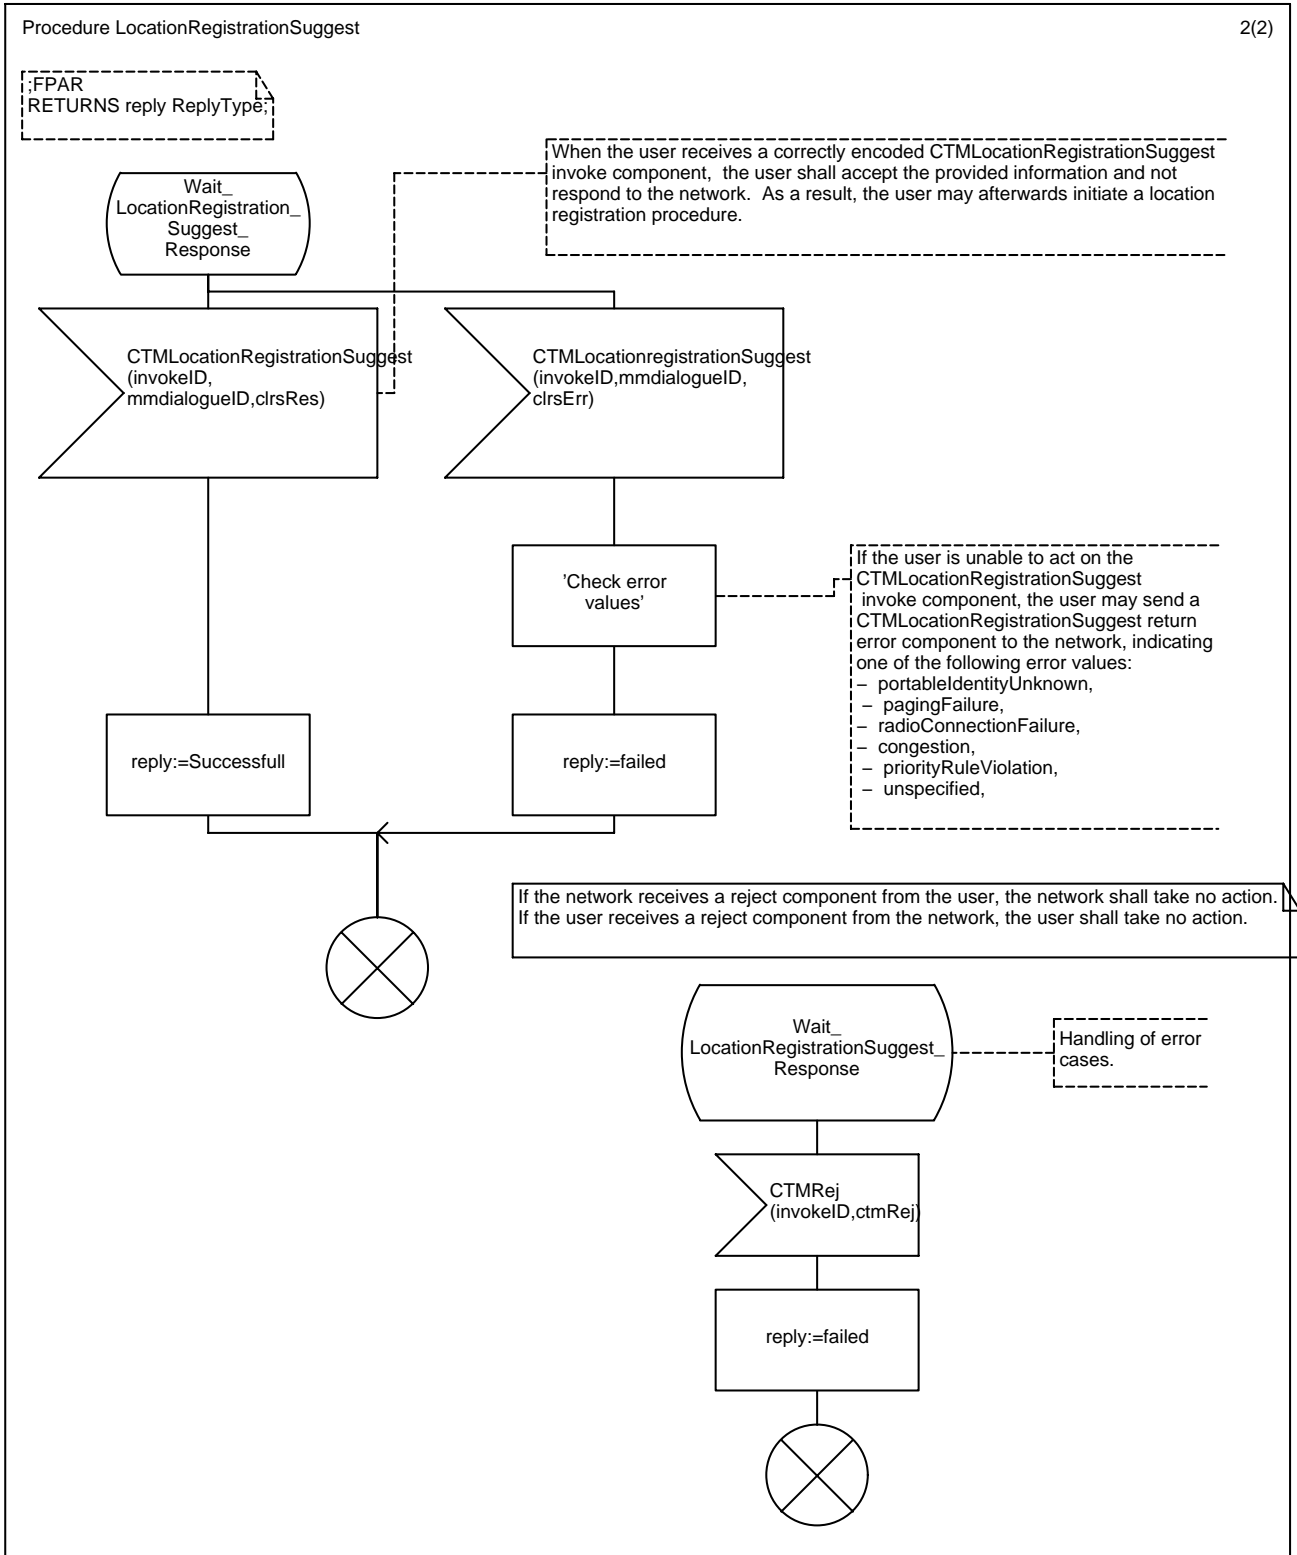 Procedure LocationRegistrationSuggest
2(2)
;FPAR
RETURNS reply ReplyType;
When the user receives a correctly encoded CTMLocationRegistrationSuggest
invoke component,  the user shall accept the provided information and not
respond to the network.  As a result, the user may afterwards initiate a location
registration procedure.
Wait_
LocationRegistration_
Suggest_
Response
CTMLocationRegistrationSuggest
(invokeID,
mmdialogueID,clrsRes)
CTMLocationregistrationSuggest
(invokeID,mmdialogueID,
clrsErr)
'Check error
values'
If the user is unable to act on the
CTMLocationRegistrationSuggest
invoke component, the user may send a
CTMLocationRegistrationSuggest return
error component to the network, indicating
one of the following error values:
– portableIdentityUnknown,
– pagingFailure,
– radioConnectionFailure,
– congestion,
– priorityRuleViolation,
– unspecified,
reply:=Successfull
reply:=failed
If the network receives a reject component from the user, the network shall take no action.
If the user receives a reject component from the network, the user shall take no action.
Wait_
LocationRegistrationSuggest_
Response
Handling of error
cases.
CTMRej
(invokeID,ctmRej)
reply:=failed